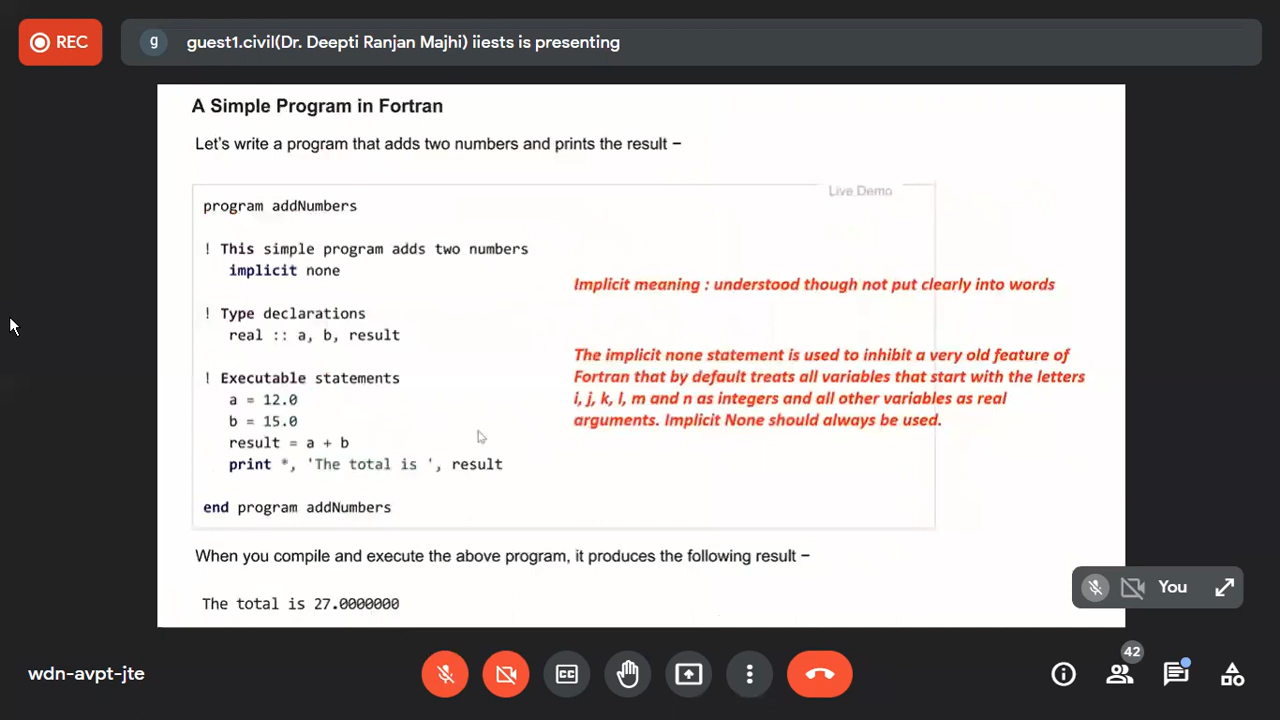 REC
g guest1.civil(Dr. Deepti Ranjan Majhi) iiests is presenting
A Simple Program in Fortran
Let's write a program that adds two numbers and prints the result −
Live Demo
program addNumbers
! This simple program adds two numbers
implicit none
Implicit meaning : understood though not put clearly into words
! Type declarations
real :: a, b, result
The implicit none statement is used to inhibit a very old feature of
Fortran that by default treats all variables that start with the letters
i, j, k, l, m and n as integers and all other variables as real
arguments. Implicit None should always be used.
! Executable statements
a = 12.0
b = 15.0
result = a + b
print *, 'The total is ', result
end program addNumbers
When you compile and execute the above program, it produces the following result −
The total is 27.0000000
You
wdn-avpt-jte
CC
42